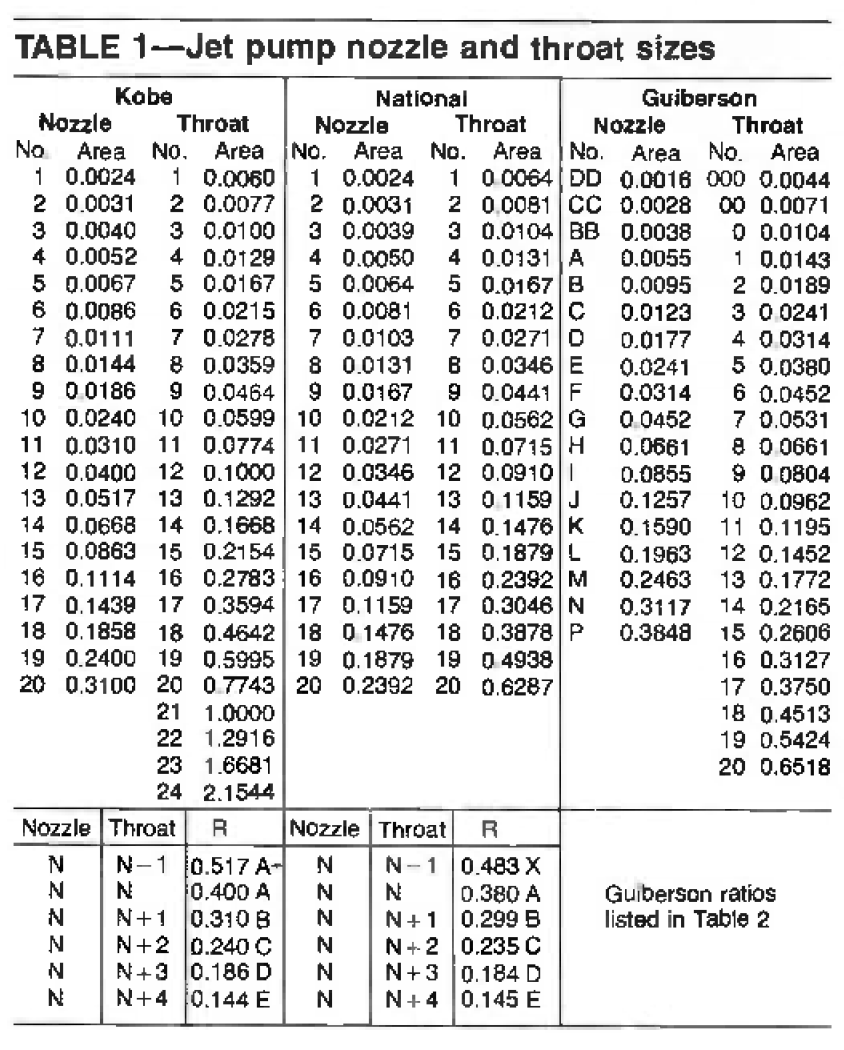 TABLE 1—Jet pump nozzle and throat sizes
Kobe National Guiberson
Nozzle Throat Nozzle Throat Nozzle Throat
No. Area No. Area No. Area No. Area No. Area No. Area
1 0.0024 1 0.0060 1 0.0024 1 0.0064 DD 0.0016 000 0.0044
2 0.0031 2 0.0077 2 0.0031 2 0.0081 CC 0.0028 00 0.0071
3 0.0040 3 0.0100 3 0.0039 3 0.0104 BB 0.0038 0 0.0104
4 0.0052 4 0.0129 4 0.0050 4 0.0131 A 0.0055 1 0.0143
5 0.0067 5 0.0167 5 0.0064 5 0.0167 B 0.0095 2 0.0189
6 0.0086 6 0.0215 6 0.0081 6 0.0212 C 0.0123 3 0.0241
7 0.0111 7 0.0278 7 0.0103 7 0.0271 D 0.0177 4 0.0314
8 0.0144 8 0.0359 8 0.0131 8 0.0346 E 0.0241 5 0.0380
9 0.0186 9 0.0464 9 0.0167 9 0.0441 F 0.0314 6 0.0452
10 0.0240 10 0.0599 10 0.0212 10 0.0562 G 0.0452 7 0.0531
11 0.0310 11 0.0774 11 0.0271 11 0.0715 H 0.0661 8 0.0661
12 0.0400 12 0.1000 12 0.0346 12 0.0910 I 0.0855 9 0.0804
13 0.0517 13 0.1292 13 0.0441 13 0.1159 J 0.1257 10 0.0962
14 0.0668 14 0.1668 14 0.0562 14 0.1476 K 0.1590 11 0.1195
15 0.0863 15 0.2154 15 0.0715 15 0.1879 L 0.1963 12 0.1452
16 0.1114 16 0.2783 16 0.0910 16 0.2392 M 0.2463 13 0.1772
17 0.1439 17 0.3594 17 0.1159 17 0.3046 N 0.3117 14 0.2165
18 0.1858 18 0.4642 18 0.1476 18 0.3878 P 0.3848 15 0.2606
19 0.2400 19 0.5995 19 0.1879 19 0.4938 16 0.3127
20 0.3100 20 0.7743 20 0.2392 20 0.6287 17 0.3750
21 1.0000 18 0.4513
22 1.2916 19 0.5424
23 1.6681 20 0.6518
24 2.1544
Nozzle Throat R Nozzle Throat R
N N−1 0.517 A- N N−1 0.483 X
N N 0.400 A N N 0.380 A Guiberson ratios
N N+1 0.310 B N N+1 0.299 B listed in Table 2
N N+2 0.240 C N N+2 0.235 C
N N+3 0.186 D N N+3 0.184 D
N N+4 0.144 E N N+4 0.145 E